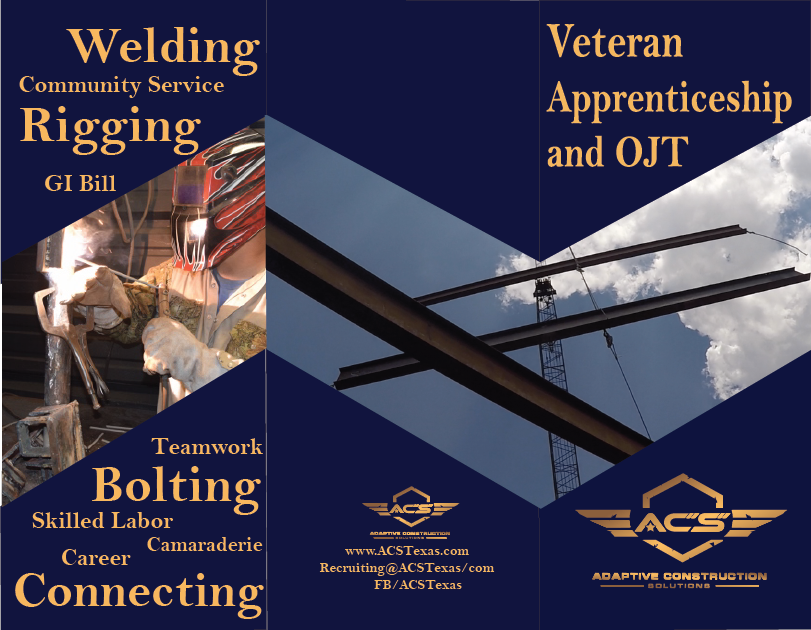 Welding
Community Service
Rigging
GI Bill
Teamwork
Bolting
Skilled Labor
Camaraderie
Career
Connecting
ACS
ADAPTIVE CONSTRUCTION
SOLUTIONS
www.ACSTexas.com
Recruiting@ACSTexas/com
FB/ACSTexas
Veteran
Apprenticeship
and OJT
ACS
ADAPTIVE CONSTRUCTION
SOLUTIONS